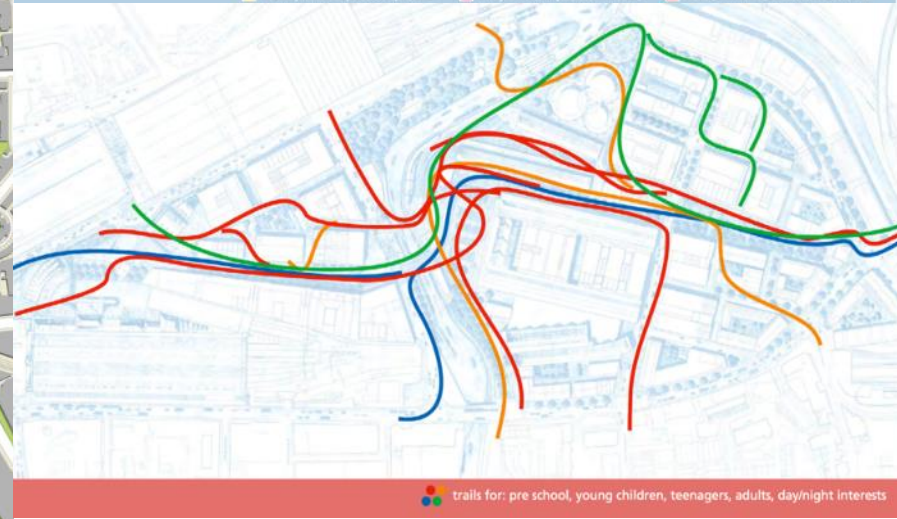 trails for: pre school, young children, teenagers, adults, day/night interests